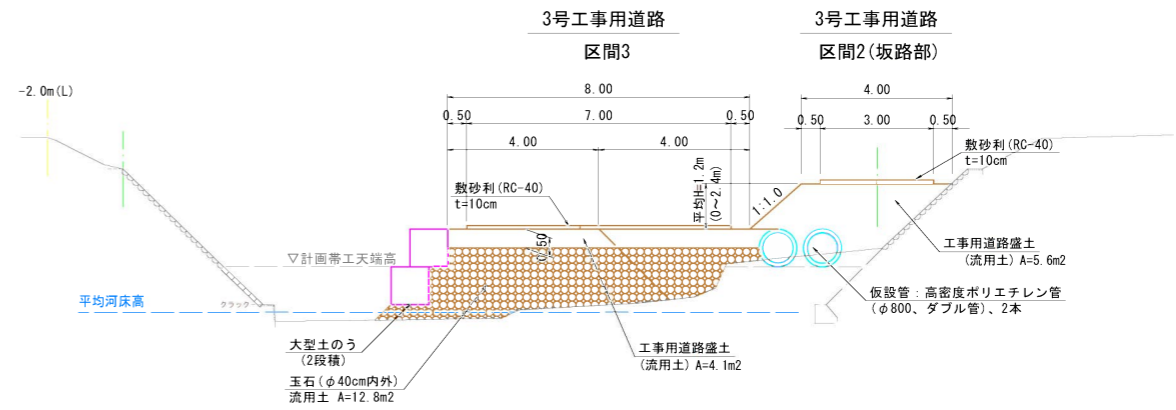 3号工事用道路
区間3
3号工事用道路
区間2(坂路部)
-2.0m(L)
8.00
4.00
0.50
7.00
0.50
0.50
3.00
0.50
4.00
4.00
敷砂利(RC-40)
t=10cm
敷砂利(RC-40)
t=10cm
平均H=1.2m
(0～2.4m)
1:1.0
0.50
工事用道路盛土
(流用土) A=5.6m2
▽計画帯工天端高
平均河床高
クラック
仮設管：高密度ポリエチレン管
(φ800、ダブル管)、2本
大型土のう
(2段積)
工事用道路盛土
(流用土) A=4.1m2
玉石(φ40cm内外)
流用土 A=12.8m2